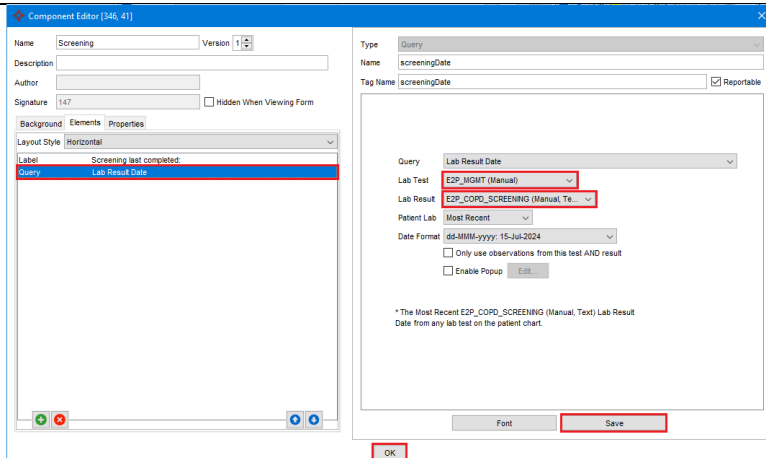 Component Editor [346, 41]
Name Screening Version 1
Description
Author
Signature 147 Hidden When Viewing Form
Background Elements Properties
Layout Style Horizontal
Label Screening last completed:
Query Lab Result Date
Type Query
Name screeningDate
Tag Name screeningDate Reportable
Query Lab Result Date
Lab Test E2P_MGMT (Manual)
Lab Result E2P_COPD_SCREENING (Manual, Te...
Patient Lab Most Recent
Date Format dd-MMM-yyyy: 15-Jul-2024
Only use observations from this test AND result
Enable Popup Edit...
* The Most Recent E2P_COPD_SCREENING (Manual, Text) Lab Result
Date from any lab test on the patient chart.
Font Save
OK